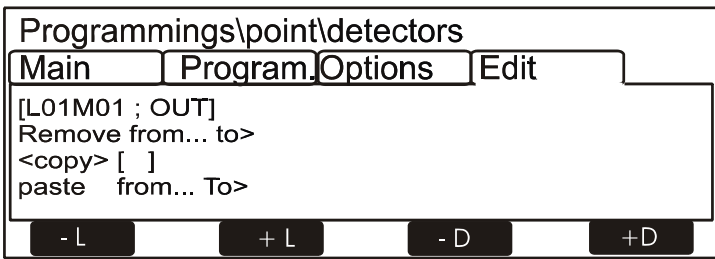 Programmings\point\detectors
Main Program. Options Edit
[L01M01 ; OUT]
Remove from... to>
<copy> [ ]
paste from... To>
- L + L - D +D